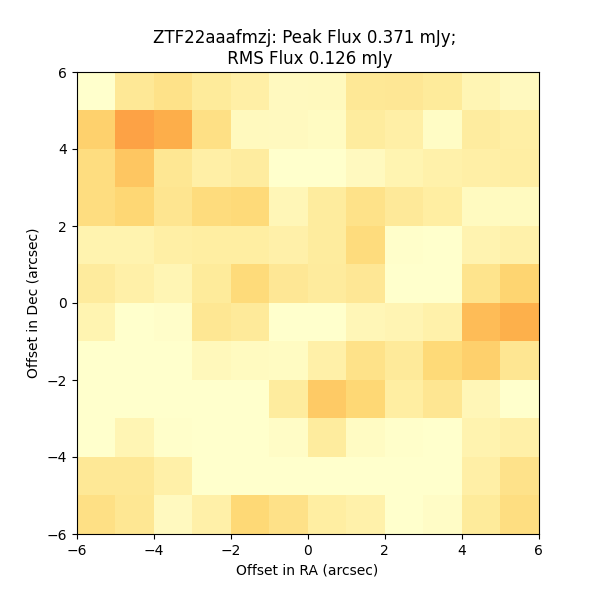 ZTF22aaafmzj: Peak Flux 0.371 mJy;
RMS Flux 0.126 mJy
6
4
2
0
−2
−4
−6
Offset in Dec (arcsec)
−6 −4 −2 0 2 4 6
Offset in RA (arcsec)